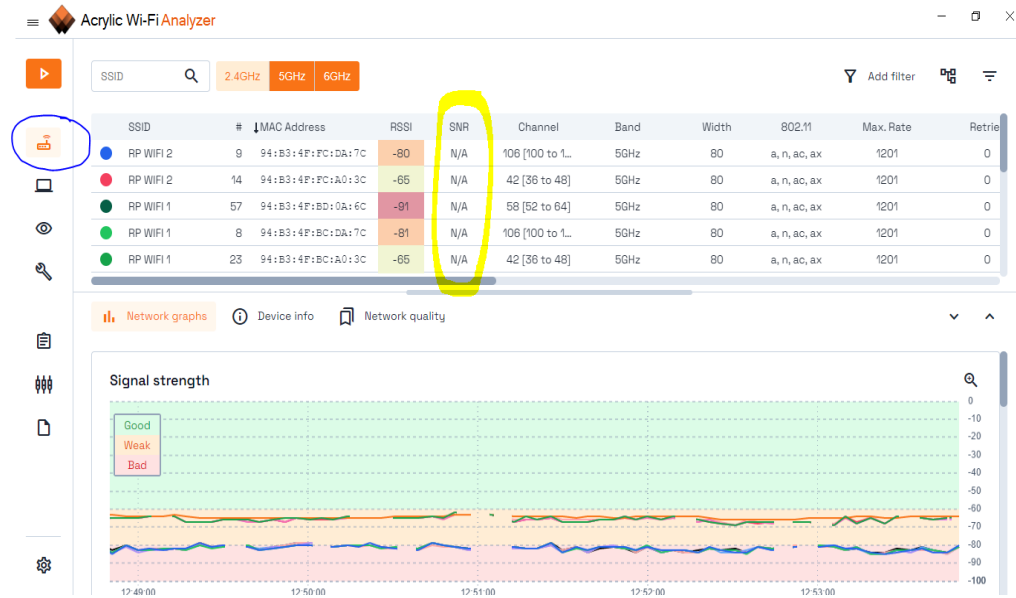 Acrylic Wi-Fi Analyzer
SSID 2.4GHz 5GHz 6GHz Add filter
SSID # MAC Address RSSI SNR Channel Band Width 802.11 Max. Rate Retrie
RP WIFI 2 9 94:B3:4F:FC:DA:7C -80 N/A 106 [100 to 1... 5GHz 80 a, n, ac, ax 1201 0
RP WIFI 2 14 94:B3:4F:FC:A0:3C -65 N/A 42 [36 to 48] 5GHz 80 a, n, ac, ax 1201 0
RP WIFI 1 57 94:B3:4F:BD:0A:6C -91 N/A 58 [52 to 64] 5GHz 80 a, n, ac, ax 1201 0
RP WIFI 1 8 94:B3:4F:BC:DA:7C -81 N/A 106 [100 to 1... 5GHz 80 a, n, ac, ax 1201 0
RP WIFI 1 23 94:B3:4F:BC:A0:3C -65 N/A 42 [36 to 48] 5GHz 80 a, n, ac, ax 1201 0
Network graphs Device info Network quality
Signal strength
Good
Weak
Bad
0
-10
-20
-30
-40
-50
-60
-70
-80
-90
-100
12:49:00 12:50:00 12:51:00 12:52:00 12:53:00